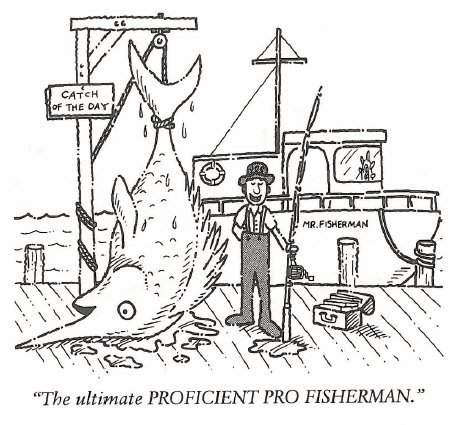 CATCH
OF THE DAY
MR. FISHERMAN
"The ultimate PROFICIENT PRO FISHERMAN."